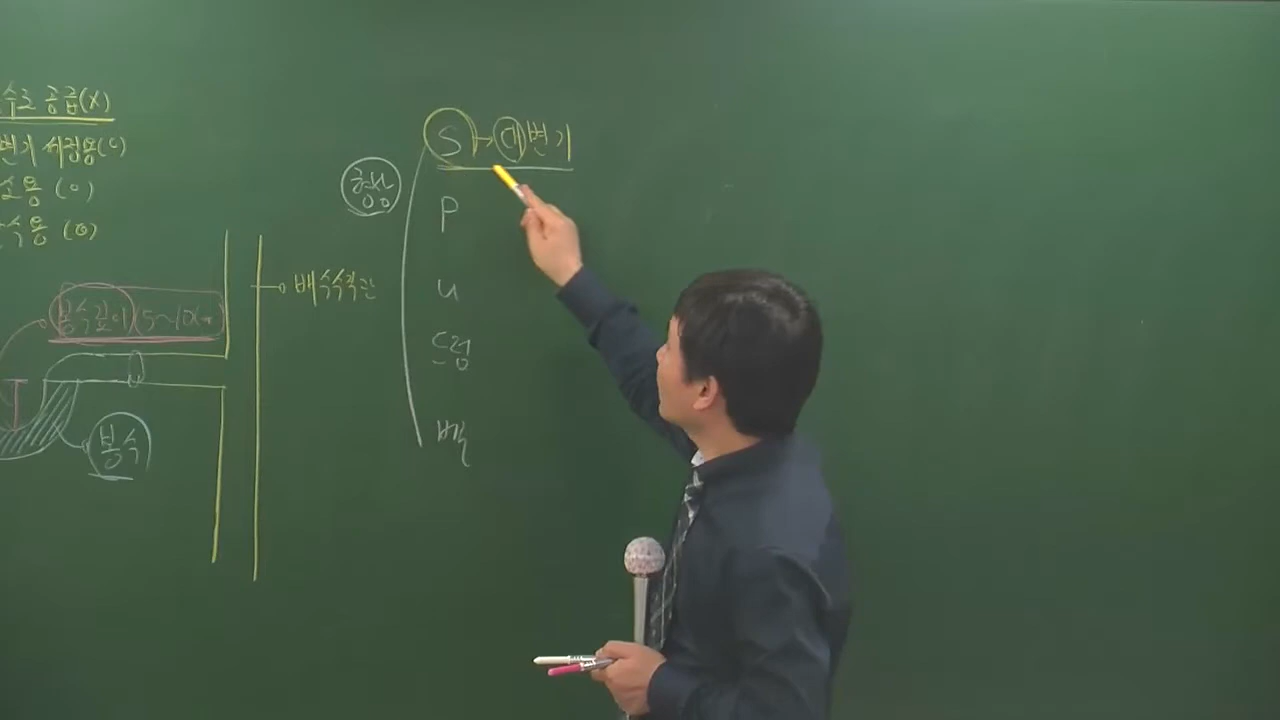 수로 공급(X)
변기 세정용(O)
소용 (O)
수용 (O)
봉수깊이 (5~10cm)
봉수
배수수직관
형상
S → 대변기
P
U
드럼
벨